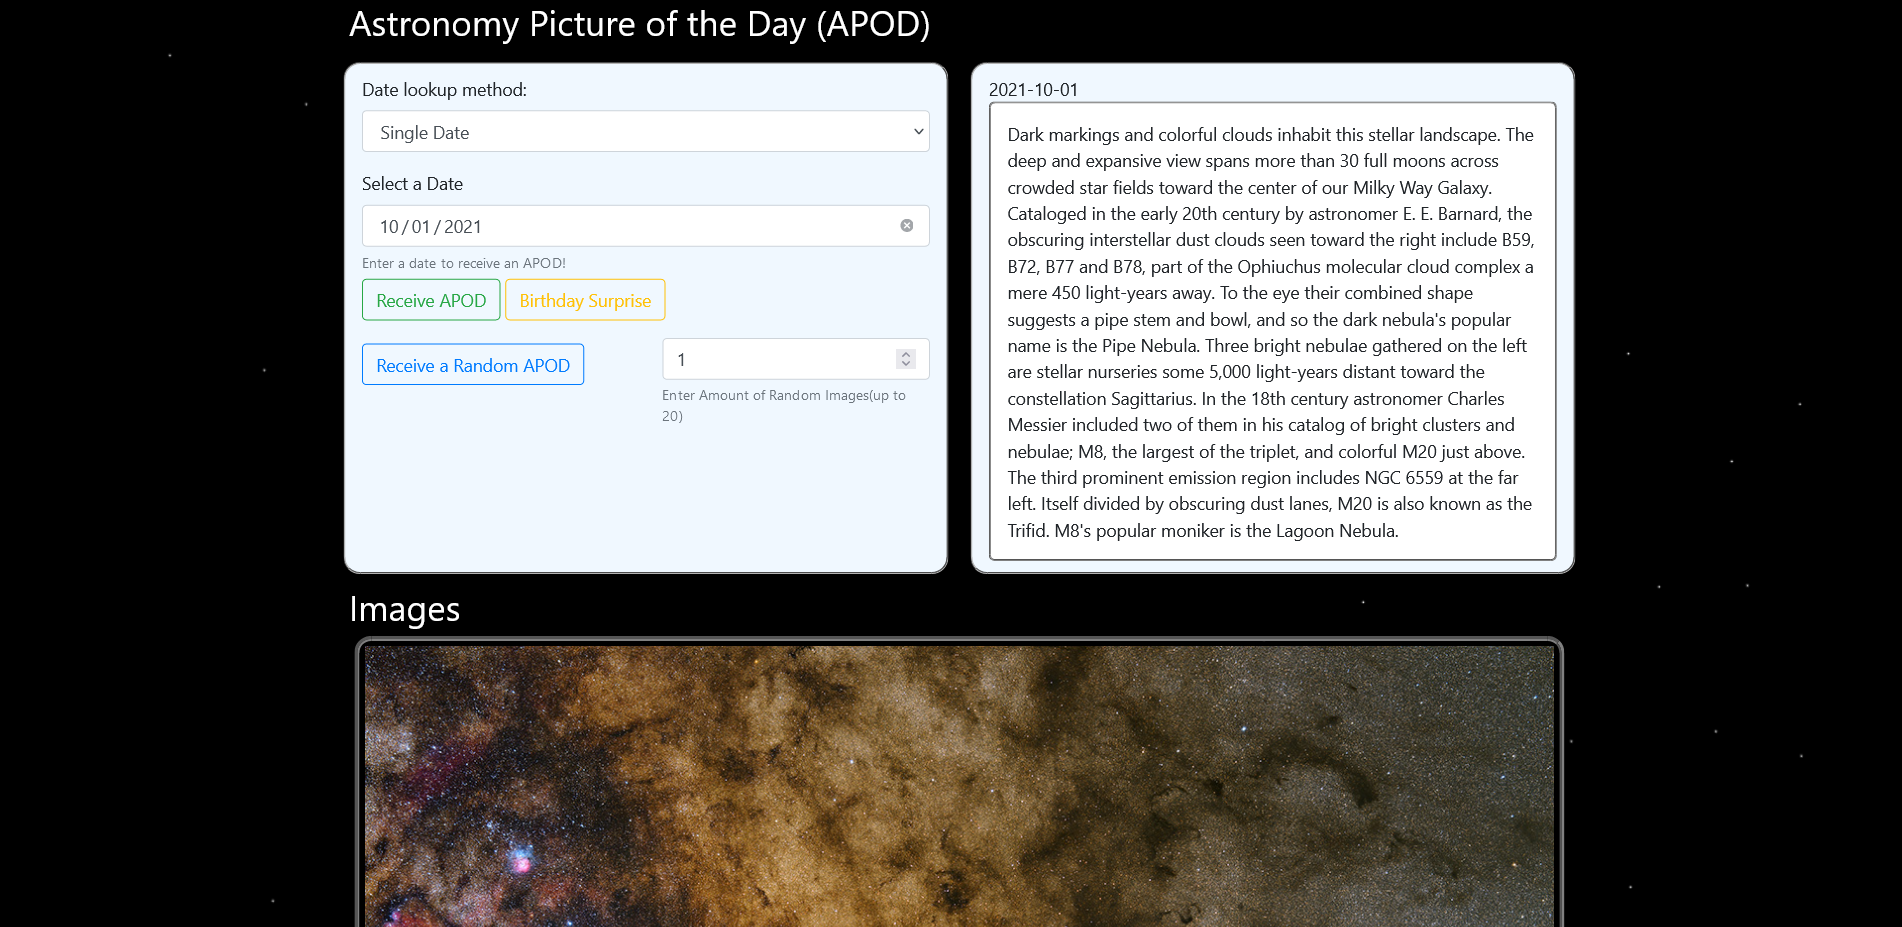 Astronomy Picture of the Day (APOD)
Date lookup method:
Single Date
Select a Date
10/01/2021
Enter a date to receive an APOD!
Receive APOD
Birthday Surprise
Receive a Random APOD
1
Enter Amount of Random Images(up to
20)
2021-10-01
Dark markings and colorful clouds inhabit this stellar landscape. The
deep and expansive view spans more than 30 full moons across
crowded star fields toward the center of our Milky Way Galaxy.
Cataloged in the early 20th century by astronomer E. E. Barnard, the
obscuring interstellar dust clouds seen toward the right include B59,
B72, B77 and B78, part of the Ophiuchus molecular cloud complex a
mere 450 light-years away. To the eye their combined shape
suggests a pipe stem and bowl, and so the dark nebula's popular
name is the Pipe Nebula. Three bright nebulae gathered on the left
are stellar nurseries some 5,000 light-years distant toward the
constellation Sagittarius. In the 18th century astronomer Charles
Messier included two of them in his catalog of bright clusters and
nebulae; M8, the largest of the triplet, and colorful M20 just above.
The third prominent emission region includes NGC 6559 at the far
left. Itself divided by obscuring dust lanes, M20 is also known as the
Trifid. M8's popular moniker is the Lagoon Nebula.
Images